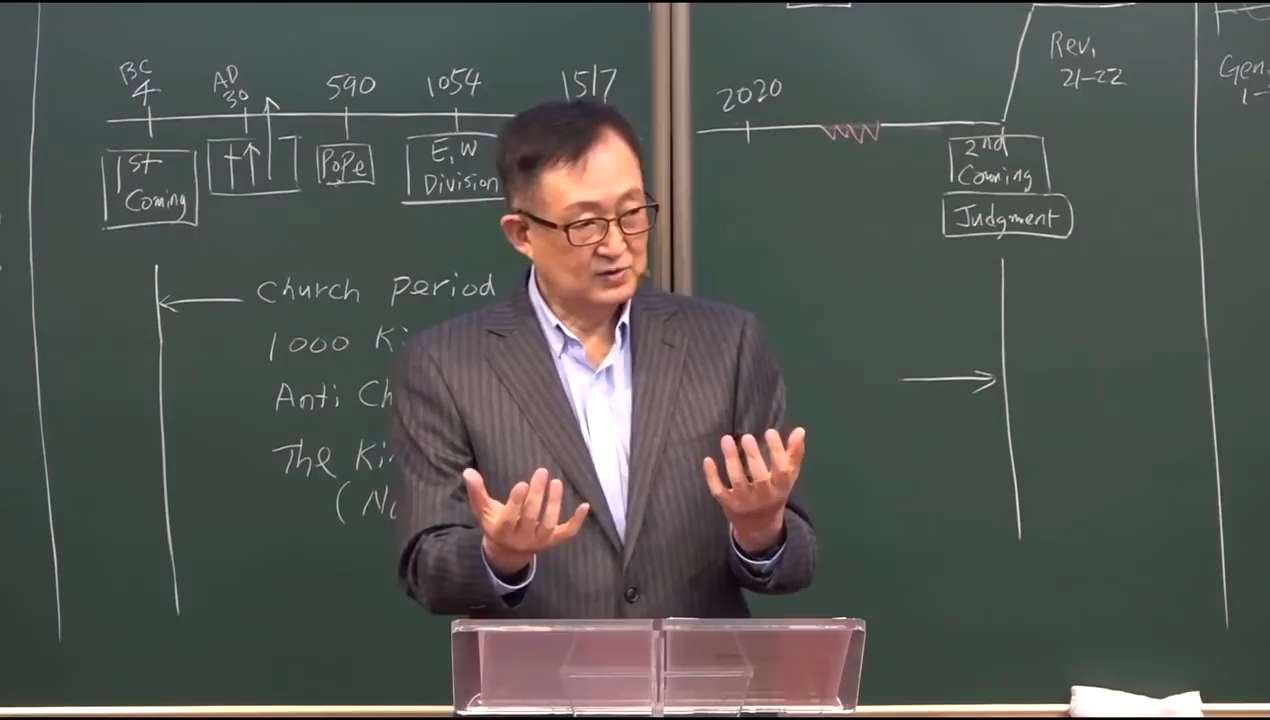 BC
4
AD
30
590
1054
1517
2020
Rev.
21-22
Gen.
1st
Coming
Pope
E, W
Division
2nd
Coming
Judgment
Church period
1000
Anti
The